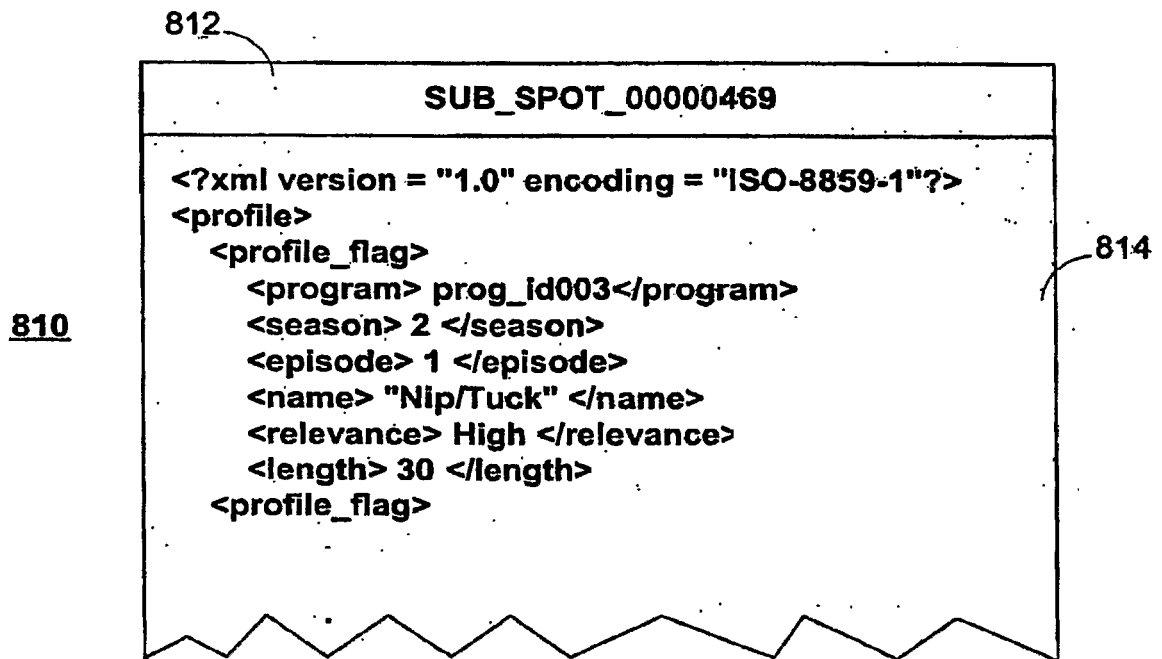 812
SUB_SPOT_00000469
<?xml version = "1.0" encoding = "ISO-8859-1"?>
<profile>
<profile_flag>
814
<program> prog_id003</program>
810
<season> 2 </season>
<episode> 1 </episode>
<name> "Nip/Tuck" </name>
<relevance> High </relevance>
<length> 30 </length>
<profile_flag>